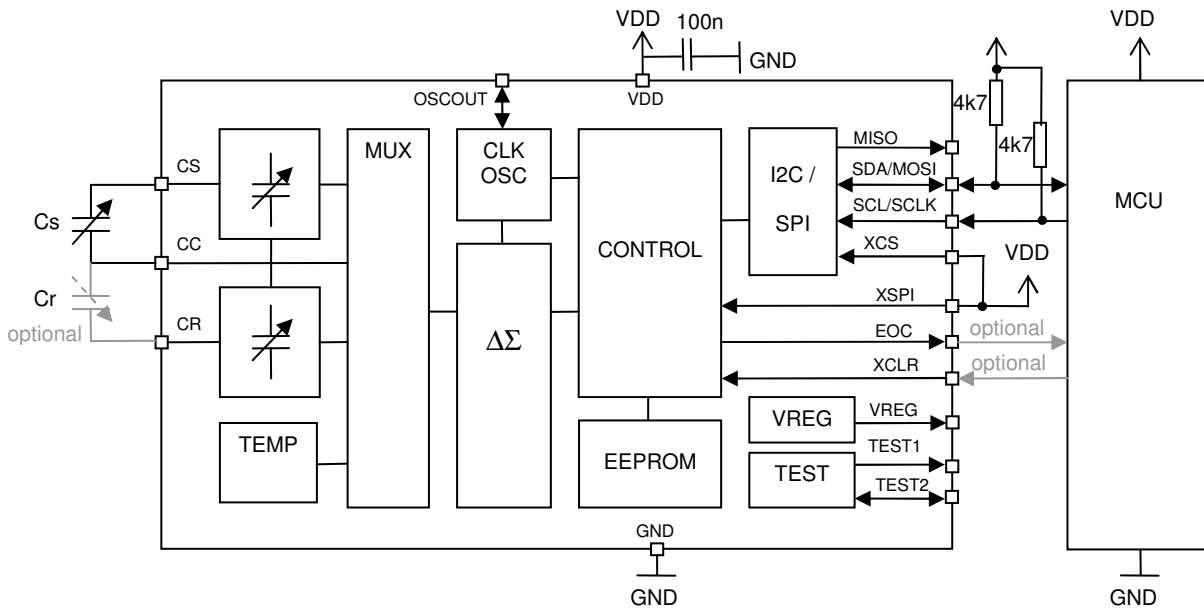 VDD
100n
GND
VDD
OSCOUT
VDD
4k7
4k7
CS
MUX
CLK
OSC
I2C /
SPI
MISO
SDA/MOSI
SCL/SCLK
MCU
Cs
CC
CONTROL
XCS
VDD
Cr
optional
CR
ΔΣ
XSPI
EOC
optional
XCLR
optional
TEMP
EEPROM
VREG
VREG
TEST
TEST1
TEST2
GND
GND
GND